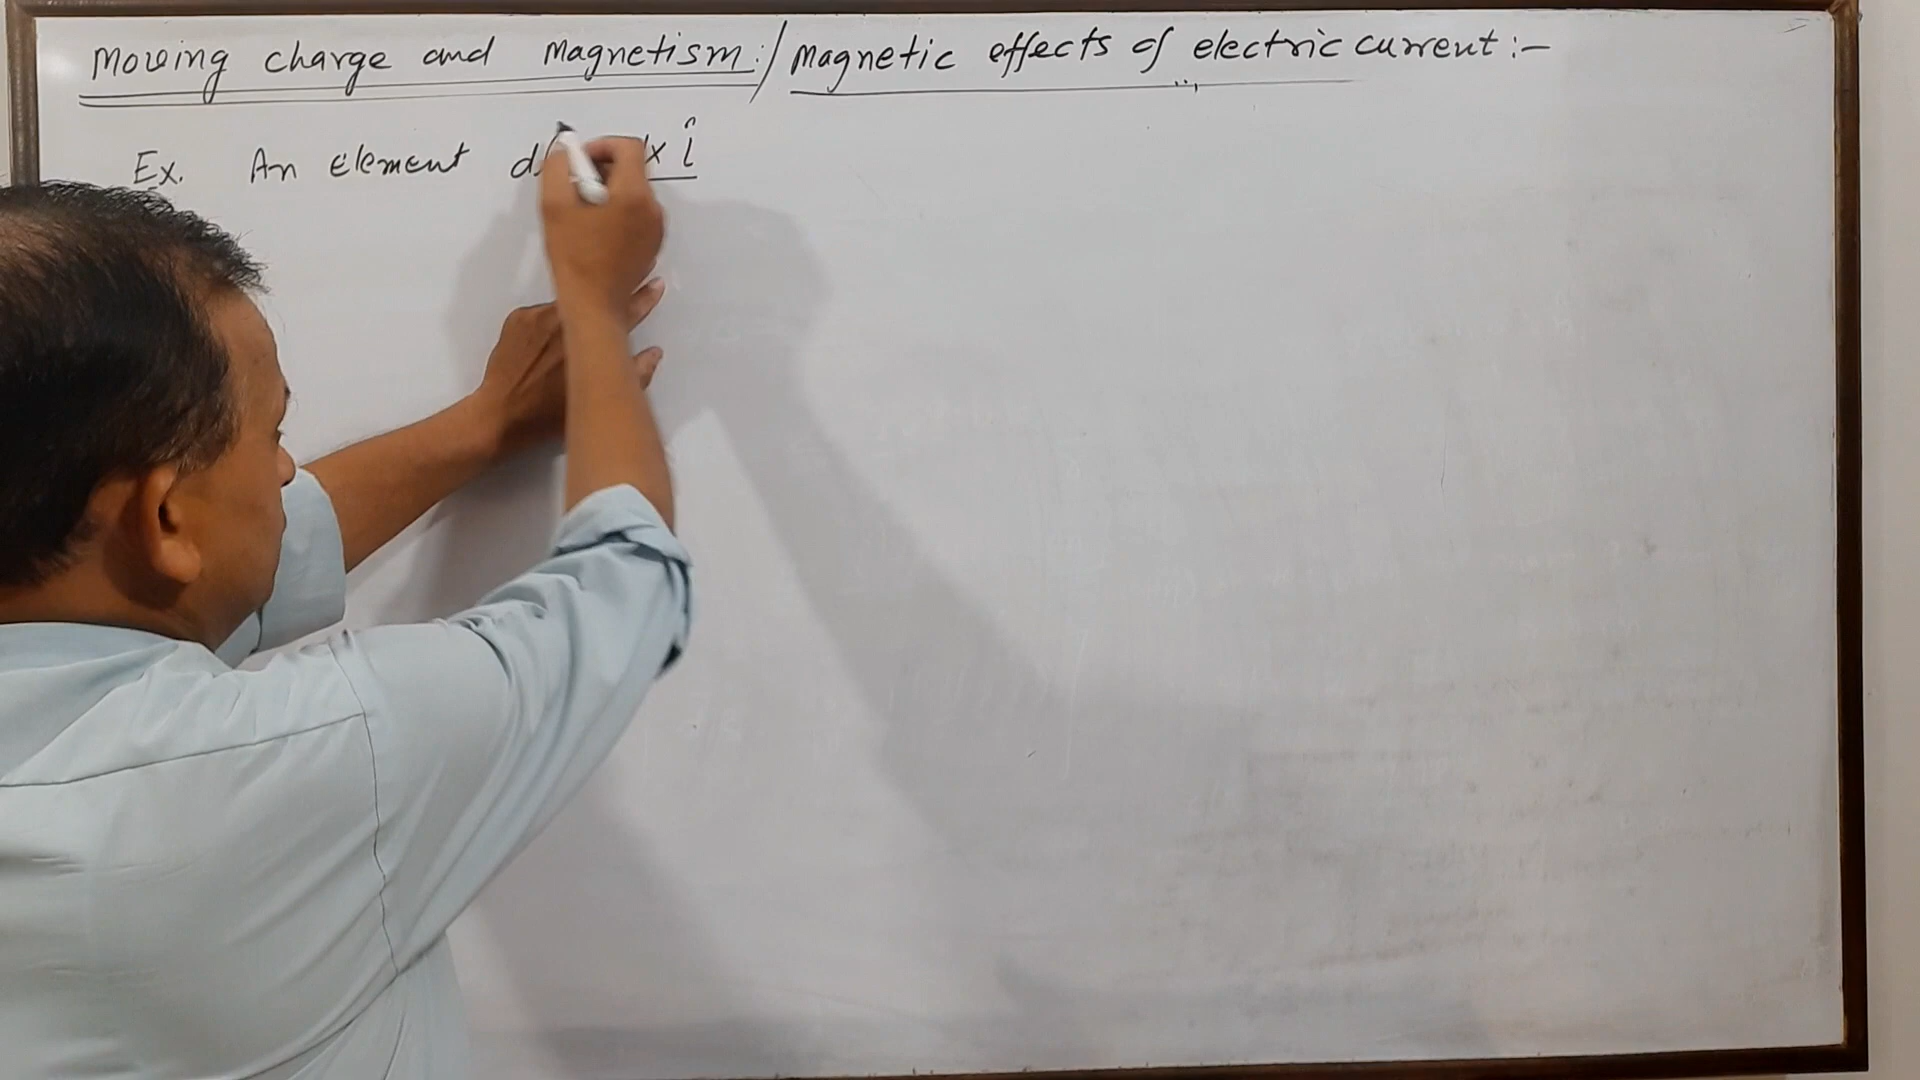 Moving charge and Magnetism:/Magnetic effects of electric current:-
Ex. An element x î